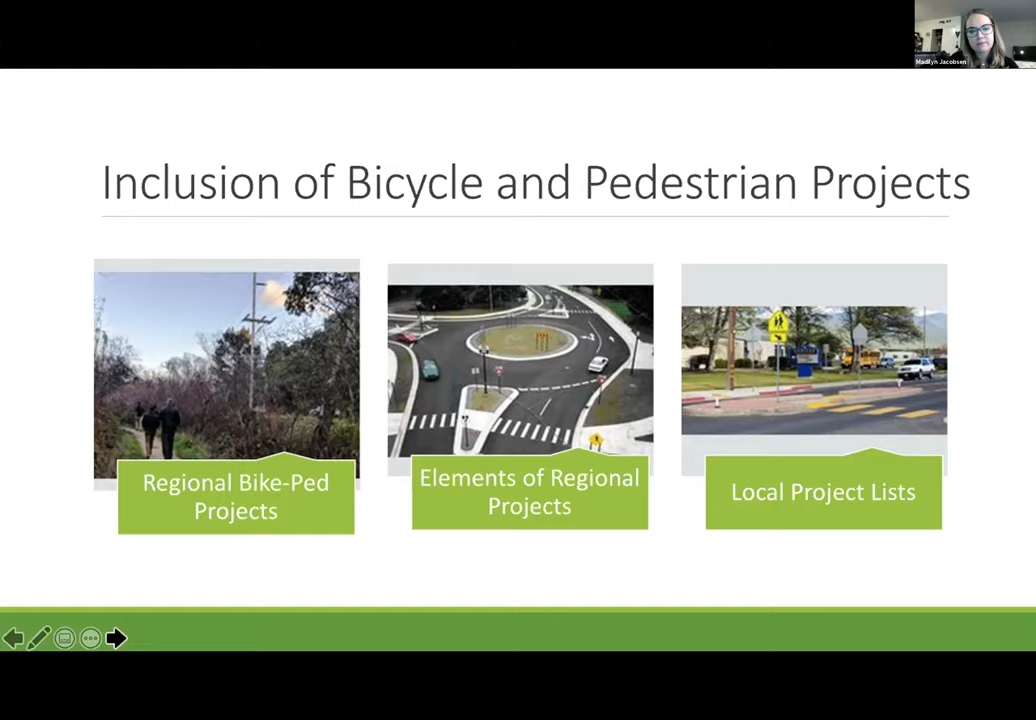 Madilyn Jacobsen
Inclusion of Bicycle and Pedestrian Projects
Regional Bike-Ped
Projects
Elements of Regional
Projects
Local Project Lists